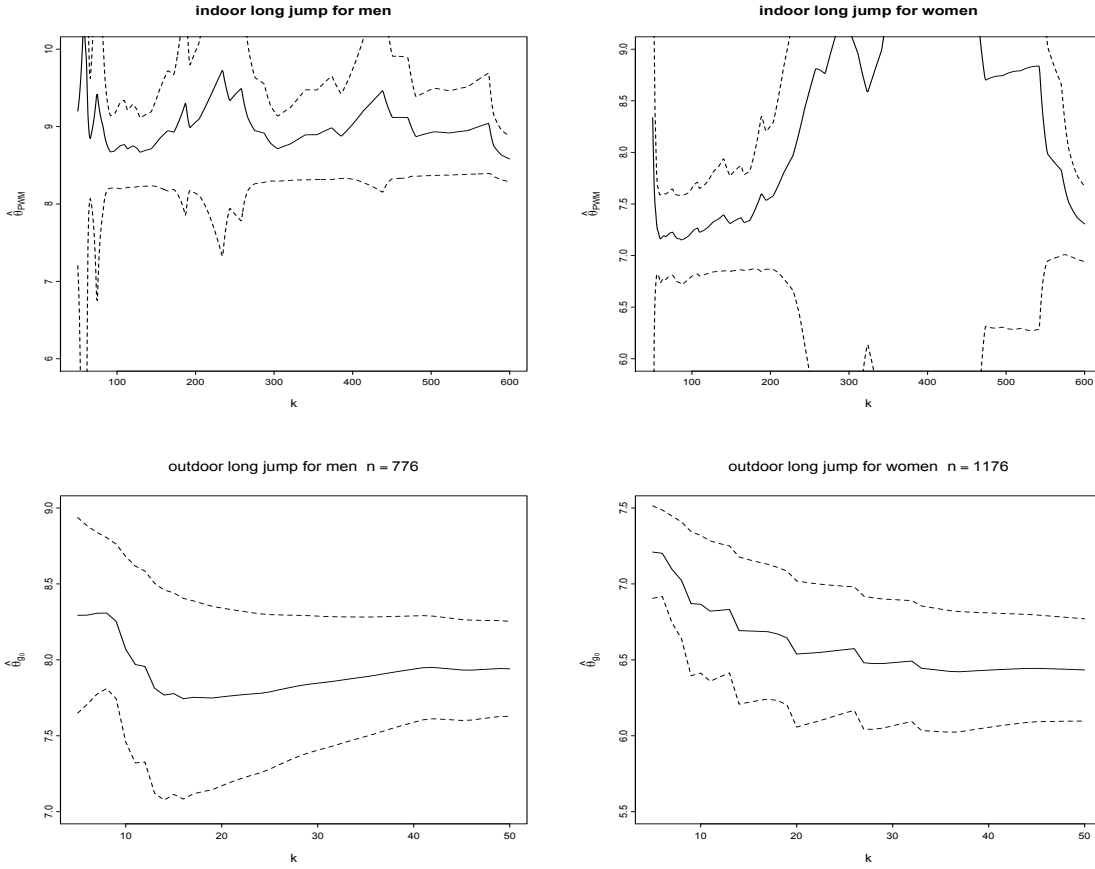 indoor long jump for men
10
9
8
7
6
θ̂PWM
100 200 300 400 500 600
k
indoor long jump for women
9.0
8.5
8.0
7.5
7.0
6.5
6.0
θ̂PWM
100 200 300 400 500 600
k
outdoor long jump for men n = 776
9.0
8.5
8.0
7.5
7.0
θ̂g0
10 20 30 40 50
k
outdoor long jump for women n = 1176
7.5
7.0
6.5
6.0
5.5
θ̂g0
10 20 30 40 50
k